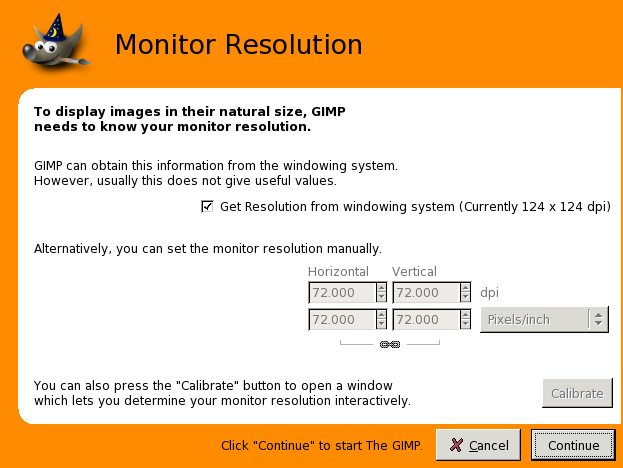 Monitor Resolution
To display images in their natural size, GIMP
needs to know your monitor resolution.
GIMP can obtain this information from the windowing system.
However, usually this does not give useful values.
Get Resolution from windowing system (Currently 124 x 124 dpi)
Alternatively, you can set the monitor resolution manually.
Horizontal Vertical
72.000 72.000 dpi
72.000 72.000 Pixels/inch
You can also press the "Calibrate" button to open a window
which lets you determine your monitor resolution interactively.
Calibrate
Click "Continue" to start The GIMP.
Cancel
Continue